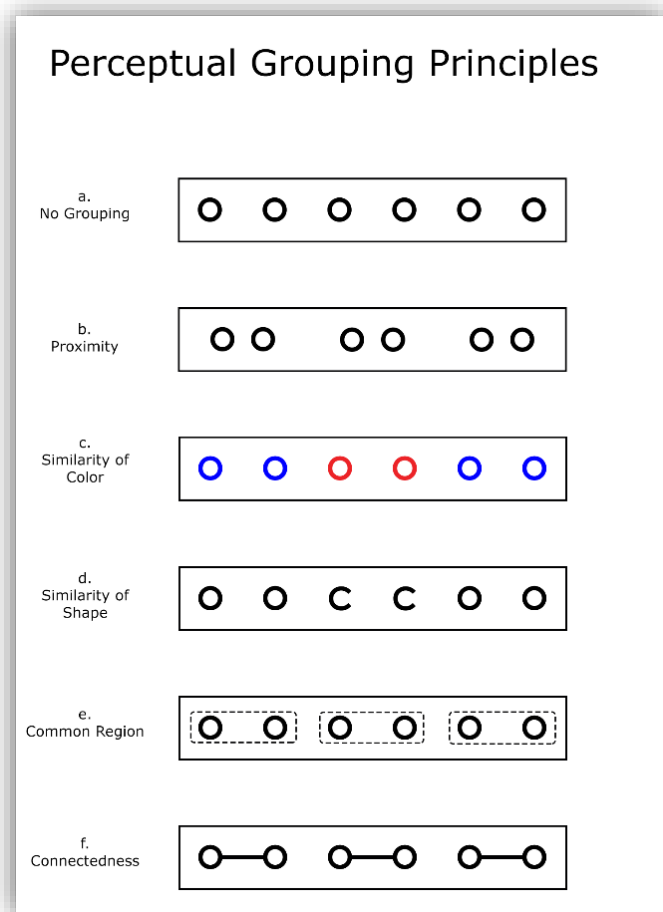 Perceptual Grouping Principles
a.
No Grouping
b.
Proximity
c.
Similarity of
Color
d.
Similarity of
Shape
e.
Common Region
f.
Connectedness